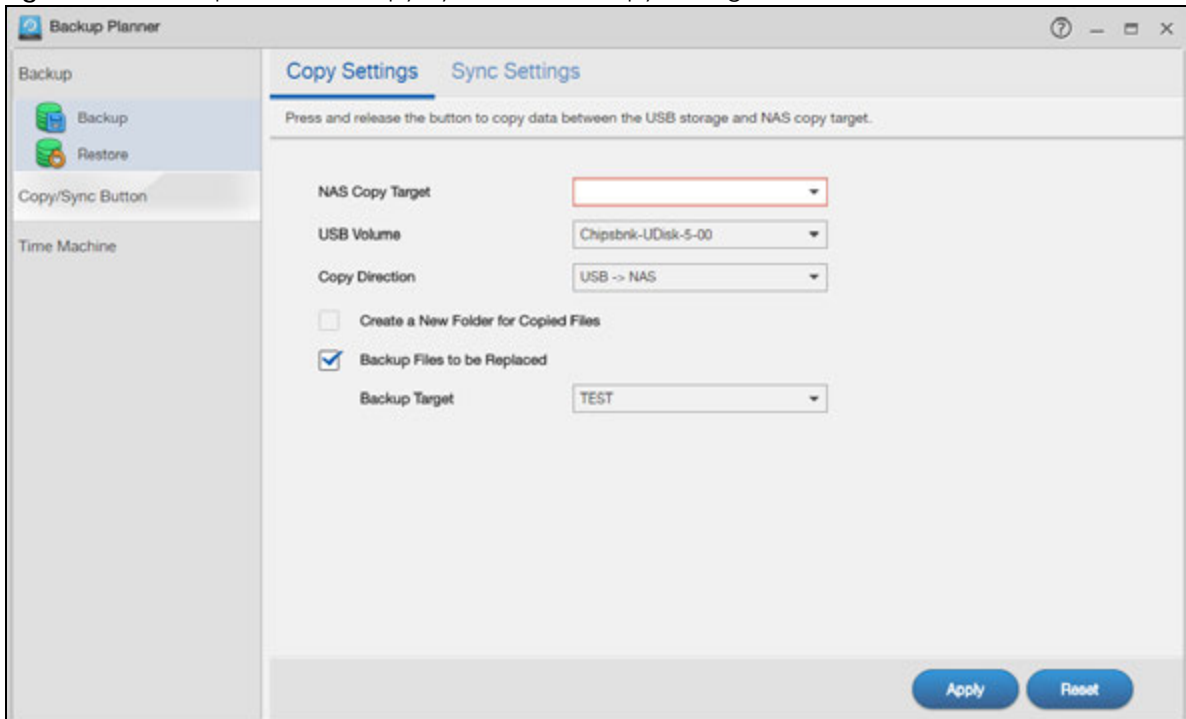 Backup Planner
Backup
Backup
Restore
Copy/Sync Button
Time Machine
Copy Settings Sync Settings
Press and release the button to copy data between the USB storage and NAS copy target.
NAS Copy Target
USB Volume Chipsbnk-UDisk-5-00
Copy Direction USB -> NAS
Create a New Folder for Copied Files
Backup Files to be Replaced
Backup Target TEST
Apply Reset